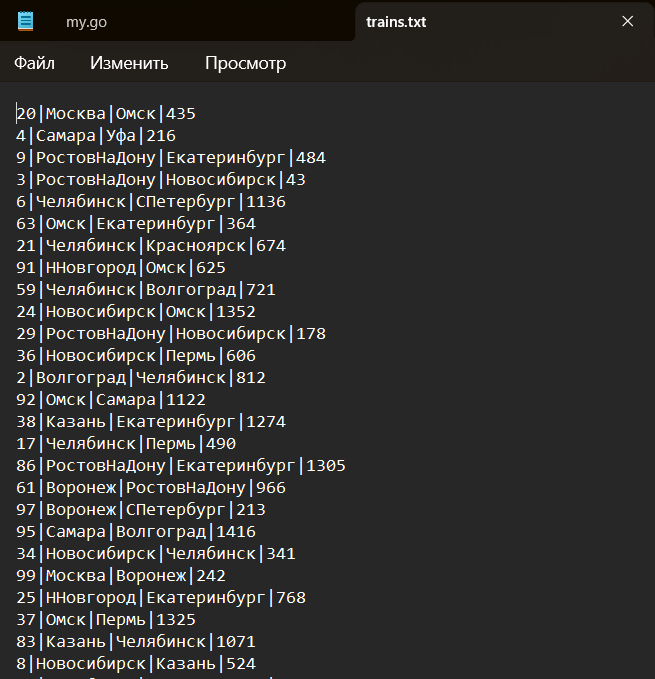 my.go
trains.txt
Файл Изменить Просмотр
20|Москва|Омск|435
4|Самара|Уфа|216
9|РостовНаДону|Екатеринбург|484
3|РостовНаДону|Новосибирск|43
6|Челябинск|СПетербург|1136
63|Омск|Екатеринбург|364
21|Челябинск|Красноярск|674
91|ННовгород|Омск|625
59|Челябинск|Волгоград|721
24|Новосибирск|Омск|1352
29|РостовНаДону|Новосибирск|178
36|Новосибирск|Пермь|606
2|Волгоград|Челябинск|812
92|Омск|Самара|1122
38|Казань|Екатеринбург|1274
17|Челябинск|Пермь|490
86|РостовНаДону|Екатеринбург|1305
61|Воронеж|РостовНаДону|966
97|Воронеж|СПетербург|213
95|Самара|Волгоград|1416
34|Новосибирск|Челябинск|341
99|Москва|Воронеж|242
25|ННовгород|Екатеринбург|768
37|Омск|Пермь|1325
83|Казань|Челябинск|1071
8|Новосибирск|Казань|524